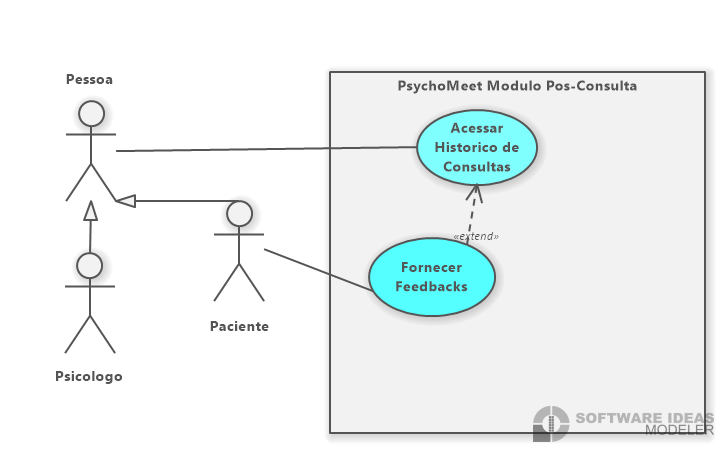 Pessoa
PsychoMeet Modulo Pos-Consulta
Acessar
Historico de
Consultas
«extend»
Fornecer
Feedbacks
Paciente
Psicologo
SOFTWARE IDEAS
MODELER